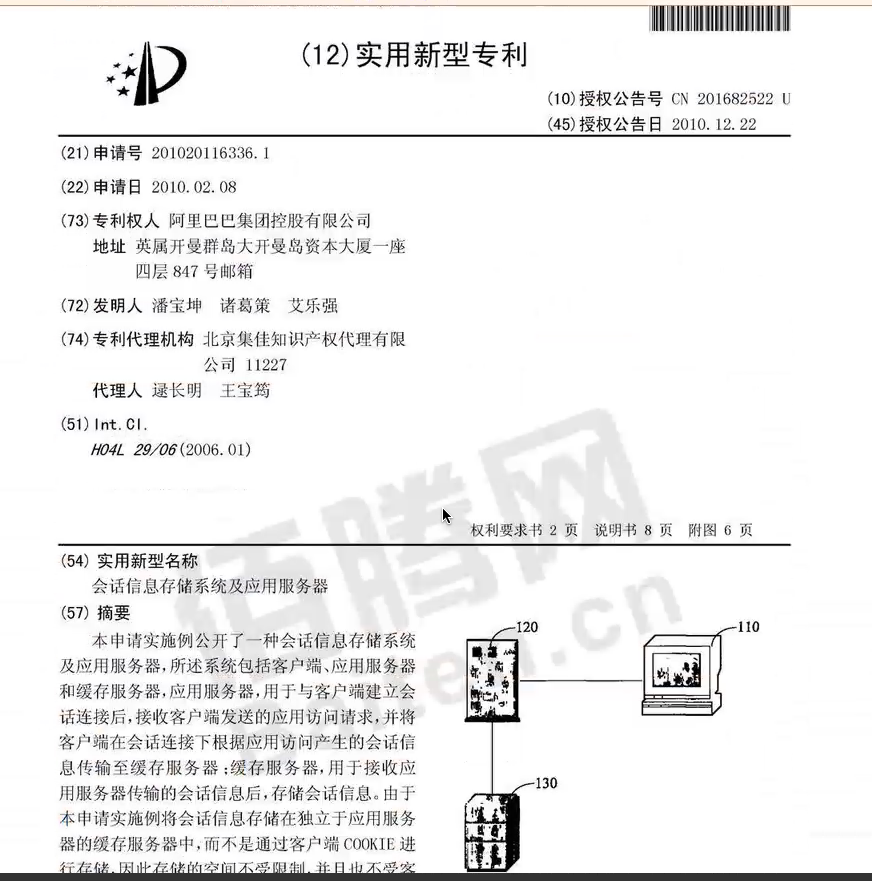 (12)实用新型专利
(10)授权公告号 CN 201682522 U
(45)授权公告日 2010.12.22
(21)申请号 201020116336.1
(22)申请日 2010.02.08
(73)专利权人 阿里巴巴集团控股有限公司
地址 英属开曼群岛大开曼岛资本大厦一座
四层 847 号邮箱
(72)发明人 潘宝坤 诸葛策 艾乐强
(74)专利代理机构 北京集佳知识产权代理有限
公司 11227
代理人 逯长明 王宝筠
(51)Int.Cl.
H04L 29/06(2006.01)
权利要求书 2 页 说明书 8 页 附图 6 页
(54)实用新型名称
会话信息存储系统及应用服务器
(57)摘要
本申请实施例公开了一种会话信息存储系统
及应用服务器,所述系统包括客户端、应用服务器
和缓存服务器,应用服务器,用于与客户端建立会
话连接后,接收客户端发送的应用访问请求,并将
客户端在会话连接下根据应用访问产生的会话信
息传输至缓存服务器;缓存服务器,用于接收应
用服务器传输的会话信息后,存储会话信息。由于
本申请实施例将会话信息存储在独立于应用服务
器的缓存服务器中,而不是通过客户端 COOKIE 进
行存储,因此存储的空间不受限制,并且也不受客
120
110
130
佰腾网
baiten.cn